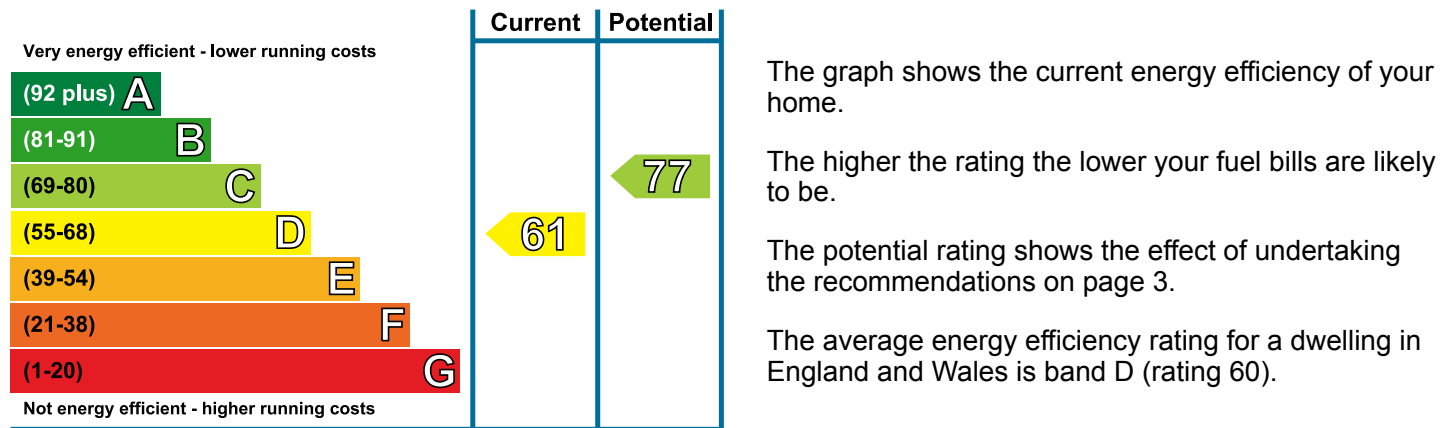 Current Potential
Very energy efficient - lower running costs
(92 plus) A
(81-91) B
(69-80) C
77
(55-68) D
61
(39-54) E
(21-38) F
(1-20) G
Not energy efficient - higher running costs
The graph shows the current energy efficiency of your
home.
The higher the rating the lower your fuel bills are likely
to be.
The potential rating shows the effect of undertaking
the recommendations on page 3.
The average energy efficiency rating for a dwelling in
England and Wales is band D (rating 60).